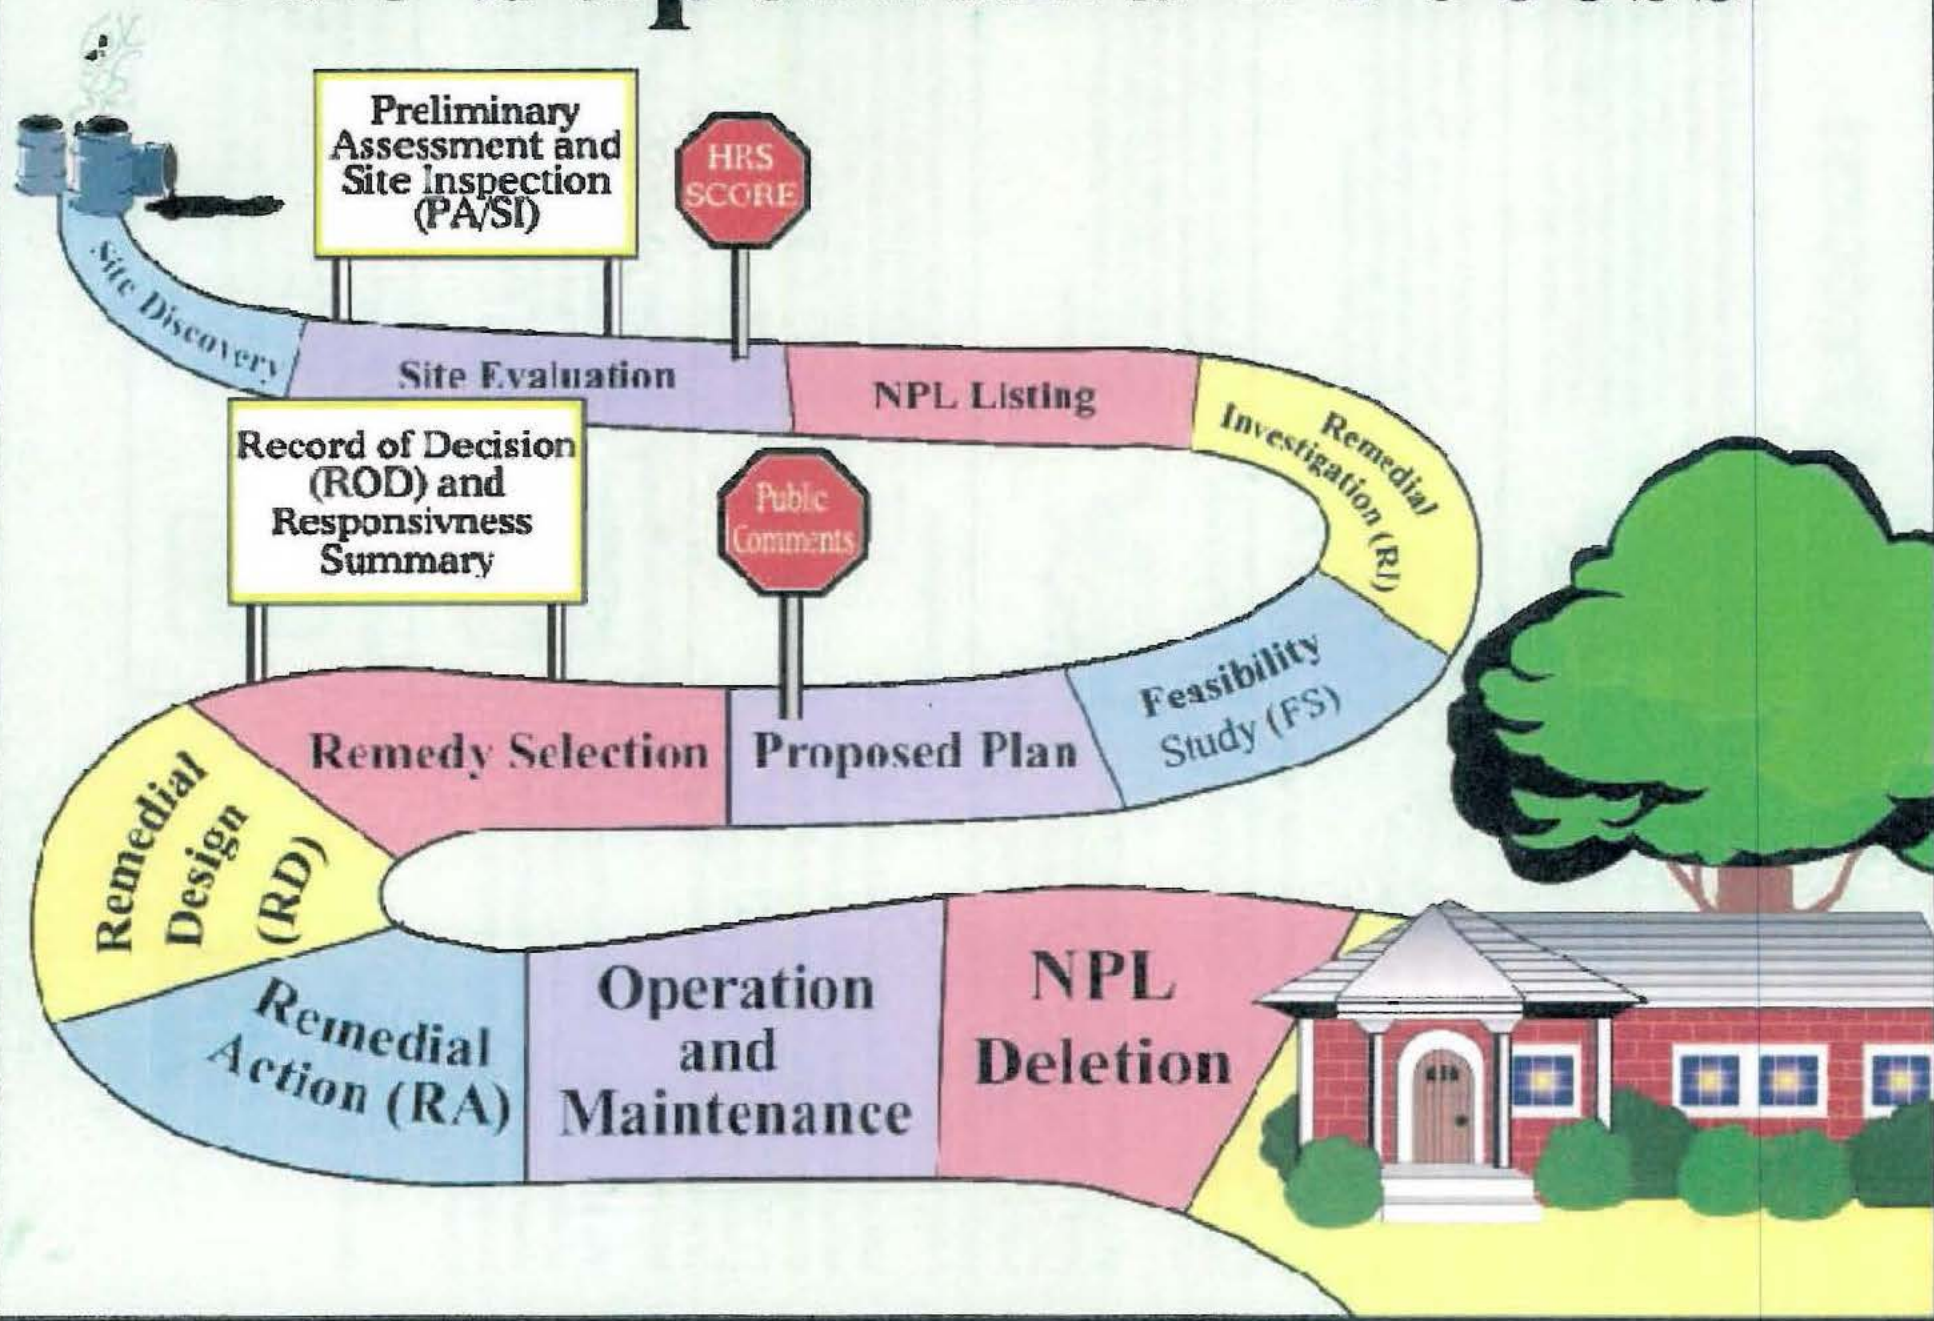 Preliminary
Assessment and
Site Inspection
(PA/SI)
HRS
SCORE
Site Discovery
Site Evaluation
NPL Listing
Remedial
Investigation (RI)
Record of Decision
(ROD) and
Responsivness
Summary
Public
Comments
Feasibility
Study (FS)
Proposed Plan
Remedy Selection
Remedial
Design
(RD)
Remedial
Action (RA)
Operation
and
Maintenance
NPL
Deletion